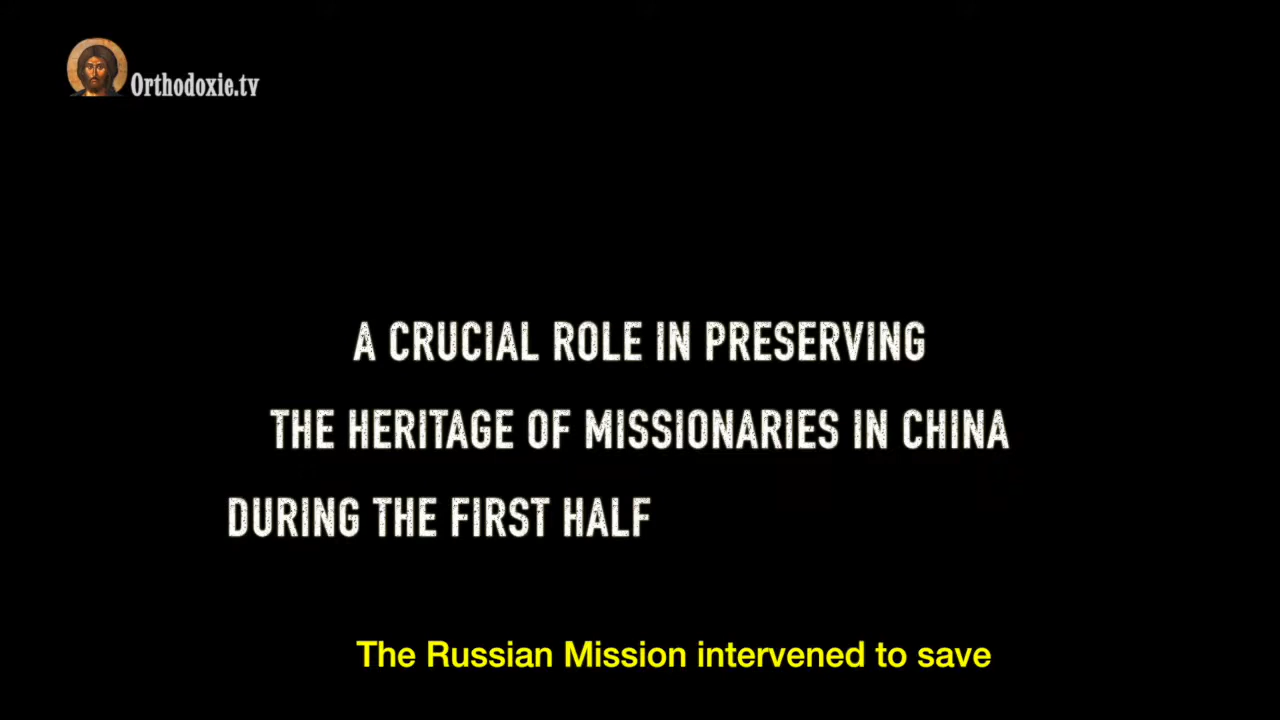 Orthodoxie.tv
A CRUCIAL ROLE IN PRESERVING
THE HERITAGE OF MISSIONARIES IN CHINA
DURING THE FIRST HALF
The Russian Mission intervened to save